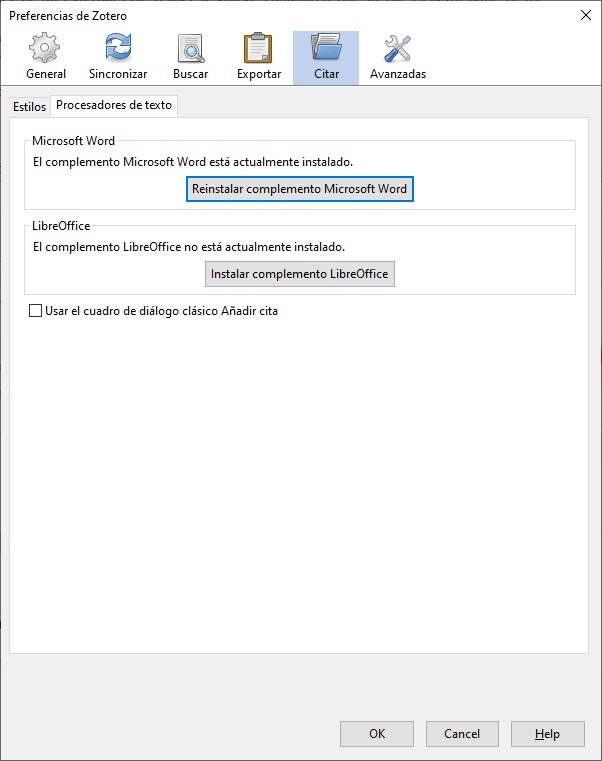 Preferencias de Zotero
General Sincronizar Buscar Exportar Citar Avanzadas
Estilos Procesadores de texto
Microsoft Word
El complemento Microsoft Word está actualmente instalado.
Reinstalar complemento Microsoft Word
LibreOffice
El complemento LibreOffice no está actualmente instalado.
Instalar complemento LibreOffice
Usar el cuadro de diálogo clásico Añadir cita
OK Cancel Help